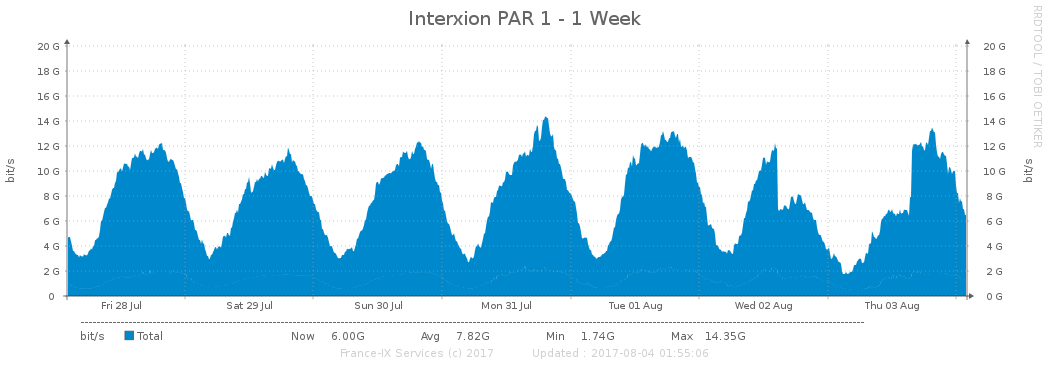 Interxion PAR 1 - 1 Week
RRDTOOL / TOBI OETIKER
20 G 20 G
18 G 18 G
16 G 16 G
14 G 14 G
12 G 12 G
10 G 10 G
8 G 8 G
6 G 6 G
4 G 4 G
2 G 2 G
0 0 G
bit/s
bit/s
Fri 28 Jul Sat 29 Jul Sun 30 Jul Mon 31 Jul Tue 01 Aug Wed 02 Aug Thu 03 Aug
bit/s Total Now 6.00G Avg 7.82G Min 1.74G Max 14.35G
France-IX Services (c) 2017 Updated : 2017-08-04 01:55:06